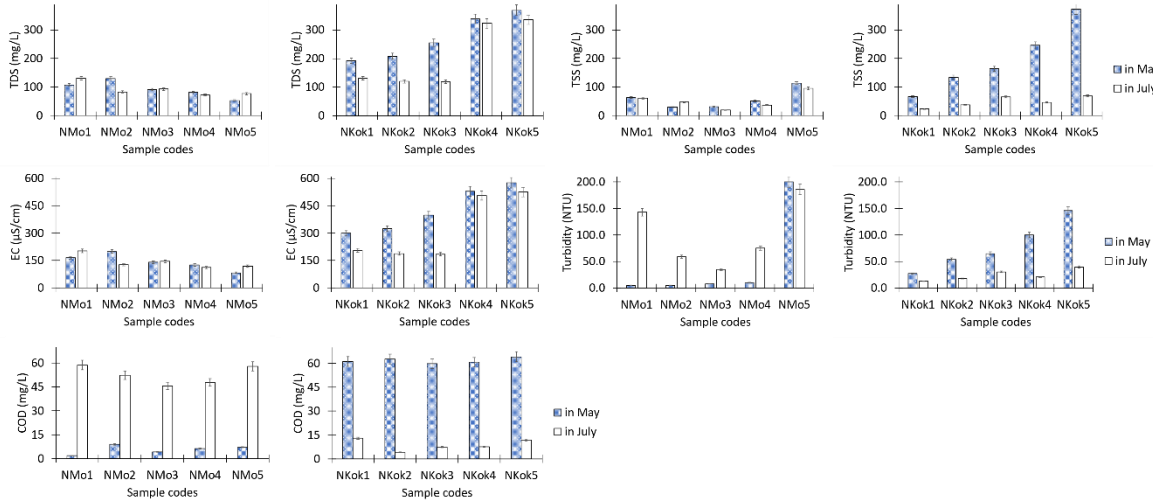 TDS (mg/L)
300
200
100
0
NMo1 NMo2 NMo3 NMo4 NMo5
Sample codes
TDS (mg/L)
300
200
100
0
NKok1 NKok2 NKok3 NKok4 NKok5
Sample codes
TSS (mg/L)
300
200
100
0
NMo1 NMo2 NMo3 NMo4 NMo5
Sample codes
TSS (mg/L)
300
200
100
0
NKok1 NKok2 NKok3 NKok4 NKok5
Sample codes
in May
in July
EC (µS/cm)
600
450
300
150
0
NMo1 NMo2 NMo3 NMo4 NMo5
Sample codes
EC (µS/cm)
600
450
300
150
0
NKok1 NKok2 NKok3 NKok4 NKok5
Sample codes
Turbidity (NTU)
200.0
150.0
100.0
50.0
0.0
NMo1 NMo2 NMo3 NMo4 NMo5
Sample codes
Turbidity (NTU)
200.0
150.0
100.0
50.0
0.0
NKok1 NKok2 NKok3 NKok4 NKok5
Sample codes
in May
in July
COD (mg/L)
60
45
30
15
0
NMo1 NMo2 NMo3 NMo4 NMo5
Sample codes
COD (mg/L)
60
45
30
15
0
NKok1 NKok2 NKok3 NKok4 NKok5
Sample codes
in May
in July